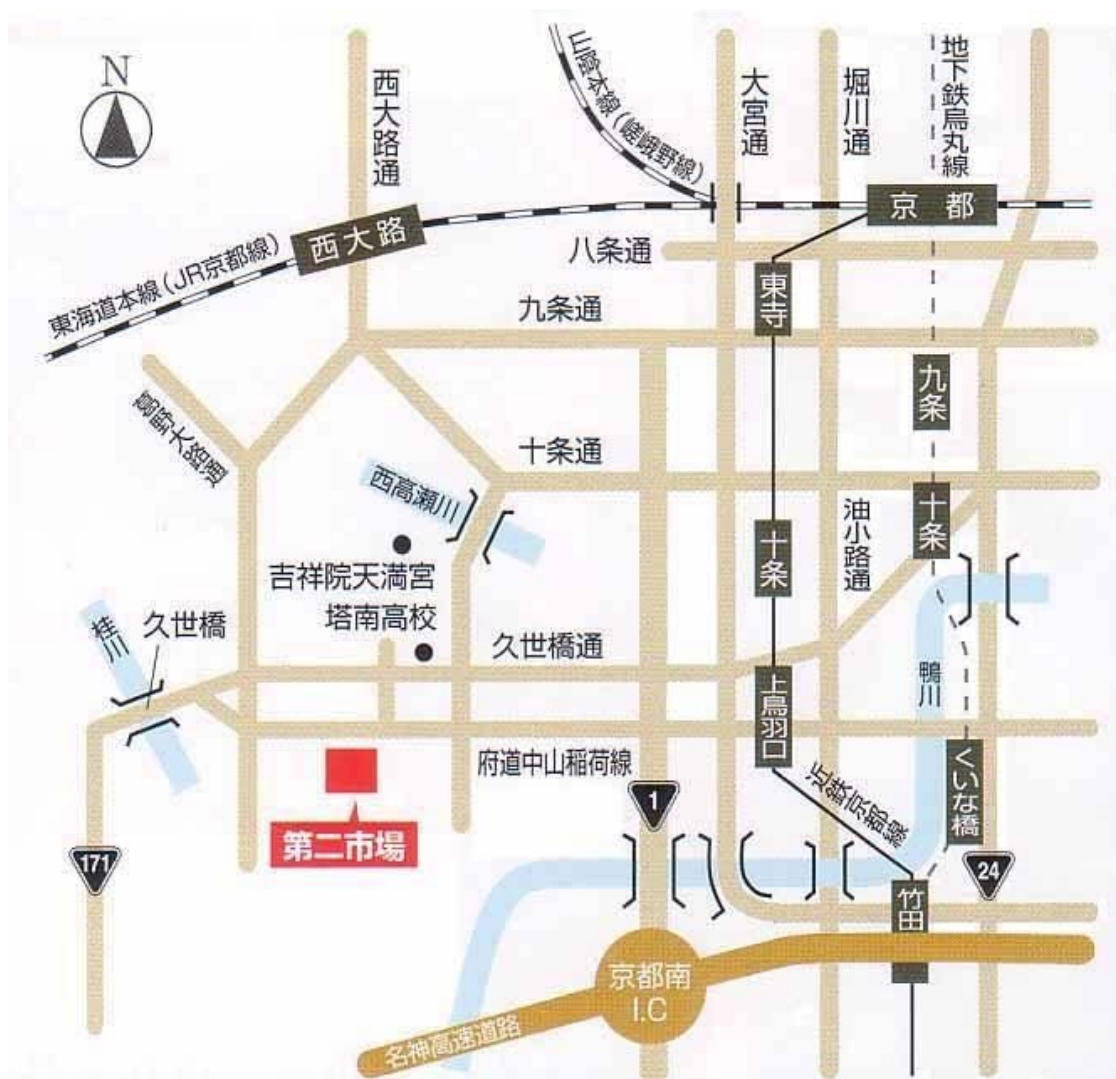 N
西大路通
山陰本線(嵯峨野線)
大宮通
堀川通
地下鉄烏丸線
京都
西大路
東海道本線(JR京都線)
八条通
東寺
九条通
九条
葛野大路通
十条通
西高瀬川
十条
十条
油小路通
吉祥院天満宮
塔南高校
桂川
久世橋
久世橋通
鴨川
上鳥羽口
府道中山稲荷線
くいな橋
近鉄京都線
第二市場
1
171
24
竹田
京都南
I.C
名神高速道路